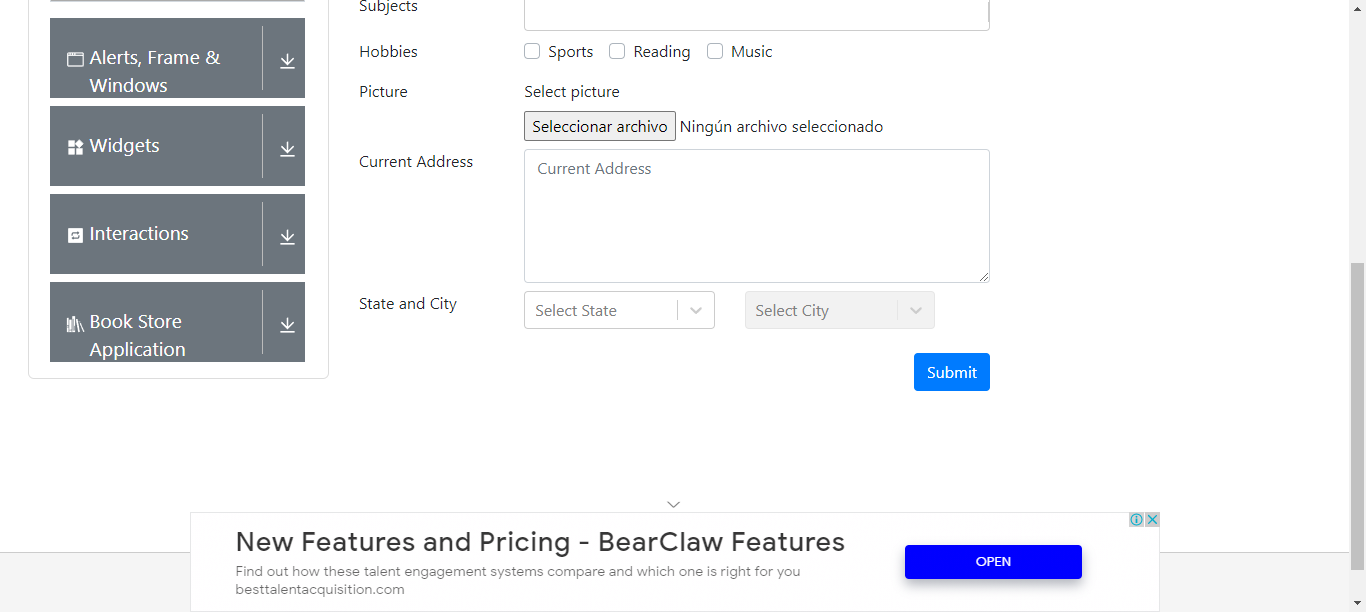 Alerts, Frame &
Windows
Widgets
Interactions
Book Store
Application
Subjects
Hobbies
Sports
Reading
Music
Picture
Select picture
Seleccionar archivo Ningún archivo seleccionado
Current Address
Current Address
State and City
Select State
Select City
Submit
New Features and Pricing - BearClaw Features
Find out how these talent engagement systems compare and which one is right for you
besttalentacquisition.com
OPEN